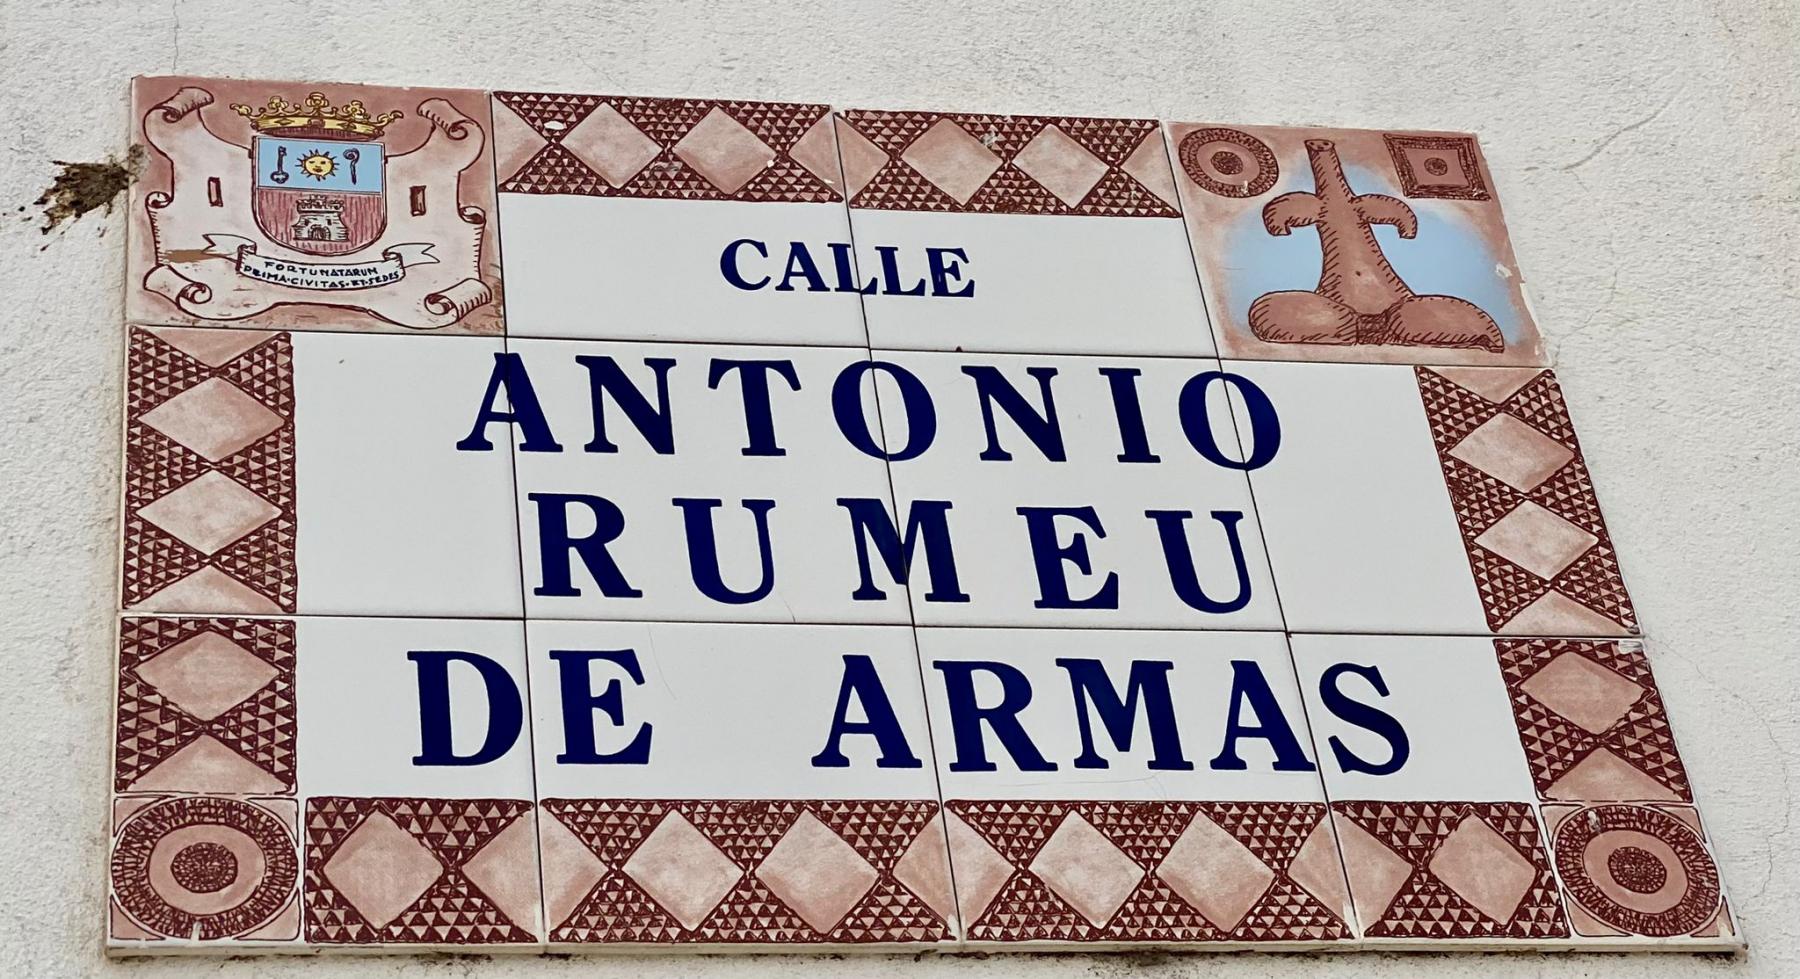 FORTUNATARUM
PRIMA·CIVITAS·ET·SEDES
CALLE
ANTONIO
RUMEU
DE ARMAS